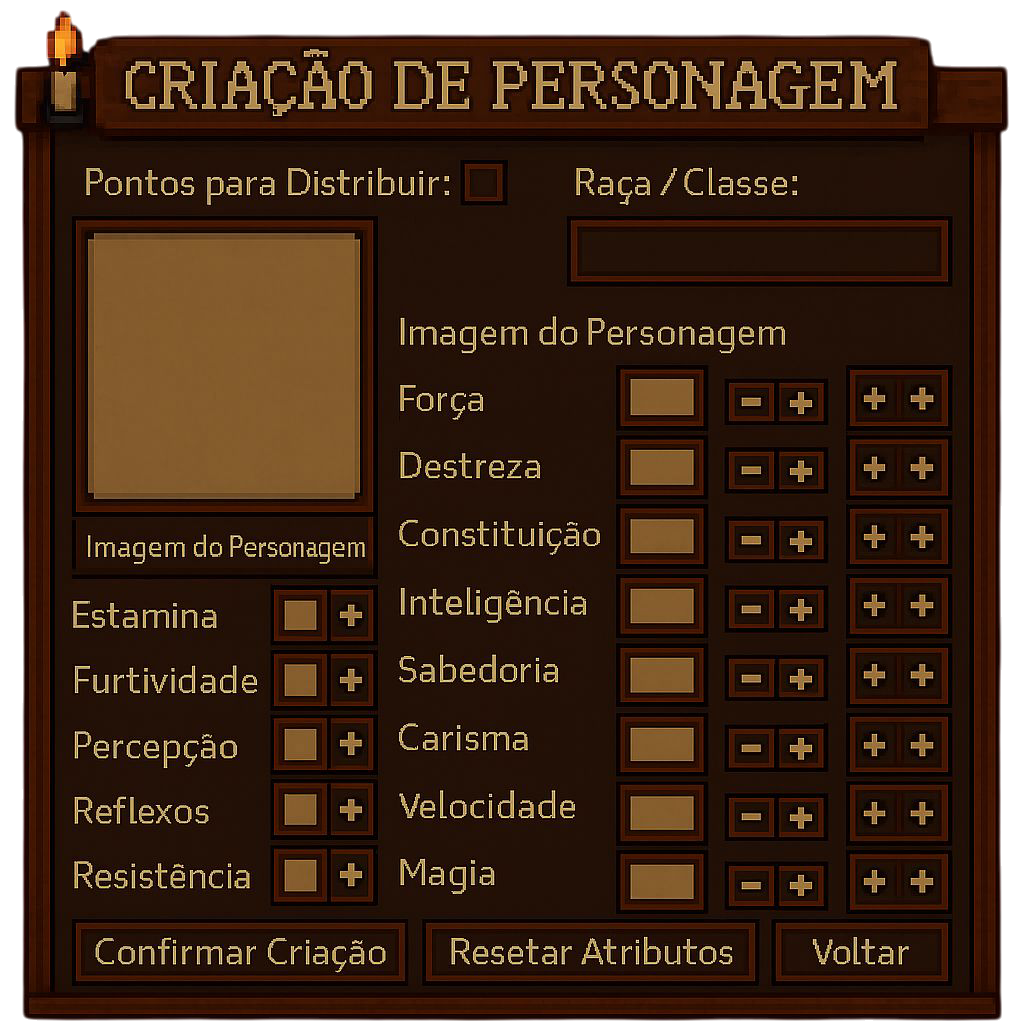 CRIAÇÃO DE PERSONAGEM
Pontos para Distribuir:
Raça / Classe:
Imagem do Personagem
Força - + + +
Destreza - + + +
Constituição - + + +
Inteligência - + + +
Sabedoria - + + +
Carisma - + + +
Velocidade - + + +
Magia - + + +
Imagem do Personagem
Estamina +
Furtividade +
Percepção +
Reflexos +
Resistência +
Confirmar Criação
Resetar Atributos
Voltar